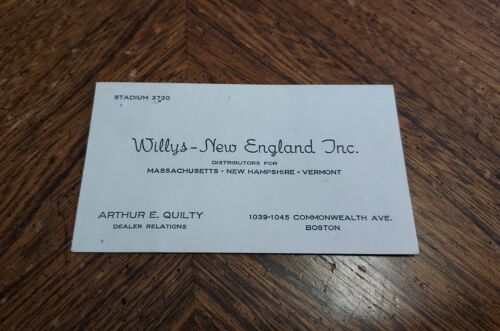 STADIUM 3730
Willys-New England Inc.
DISTRIBUTORS FOR
MASSACHUSETTS - NEW HAMPSHIRE - VERMONT
ARTHUR E. QUILTY
DEALER RELATIONS
1039-1045 COMMONWEALTH AVE.
BOSTON